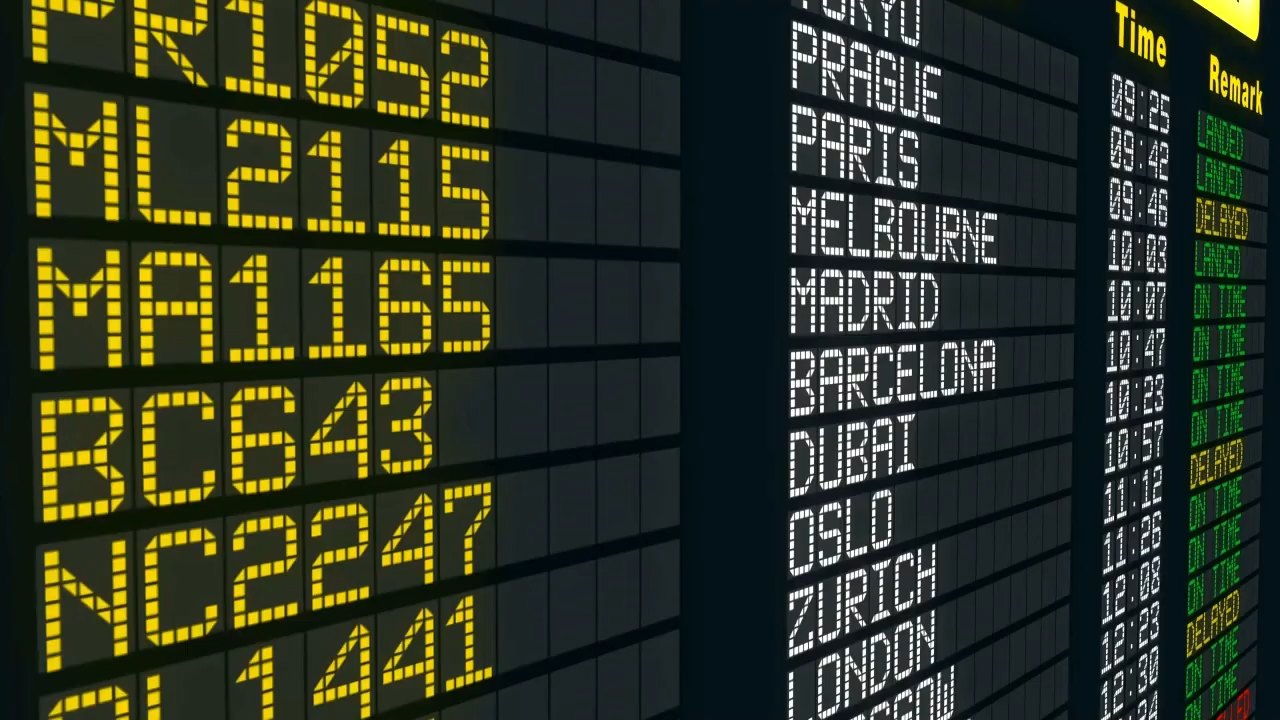 PR1052
ML2115
MA1165
BC643
NC2247
TOKYO
PRAGUE
PARIS
MELBOURNE
MADRID
BARCELONA
DUBAI
OSLO
ZURICH
LONDON
Time
09:25
09:42
09:46
10:03
10:07
10:47
10:23
10:57
11:12
11:26
12:08
12:23
12:30
Remark
LANDED
LANDED
DELAYED
LANDED
ON TIME
ON TIME
ON TIME
ON TIME
DELAYED
ON TIME
ON TIME
ON TIME
DELAYED
ON TIME
ON TIME